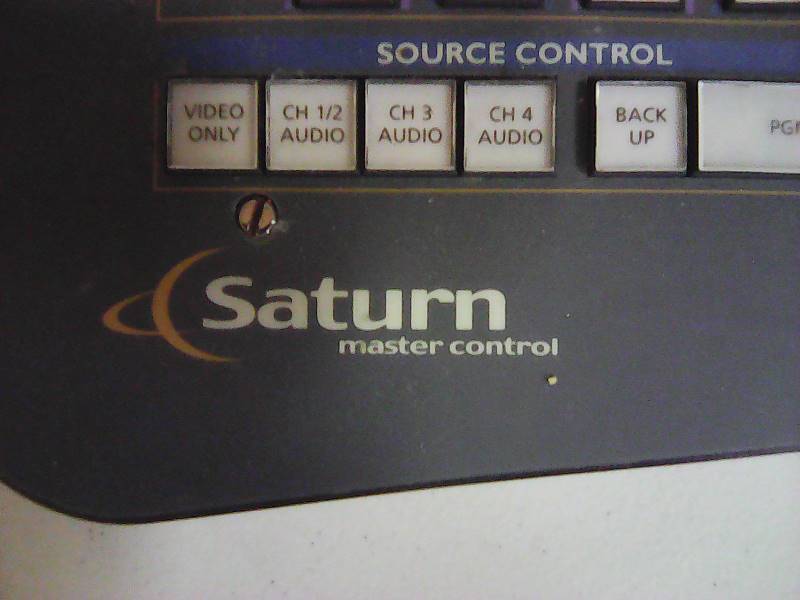 SOURCE CONTROL
VIDEO
ONLY
CH 1/2
AUDIO
CH 3
AUDIO
CH 4
AUDIO
BACK
UP
Saturn
master control